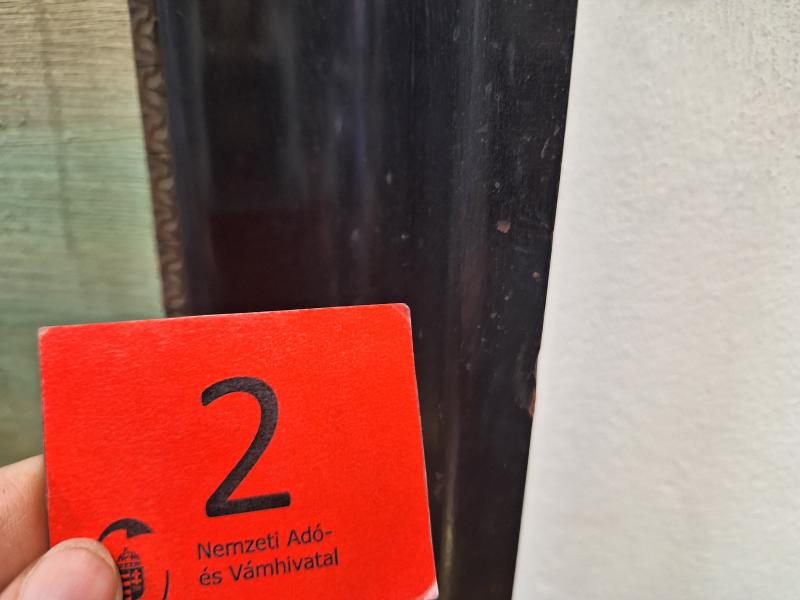 2
Nemzeti Adó-
és Vámhivatal